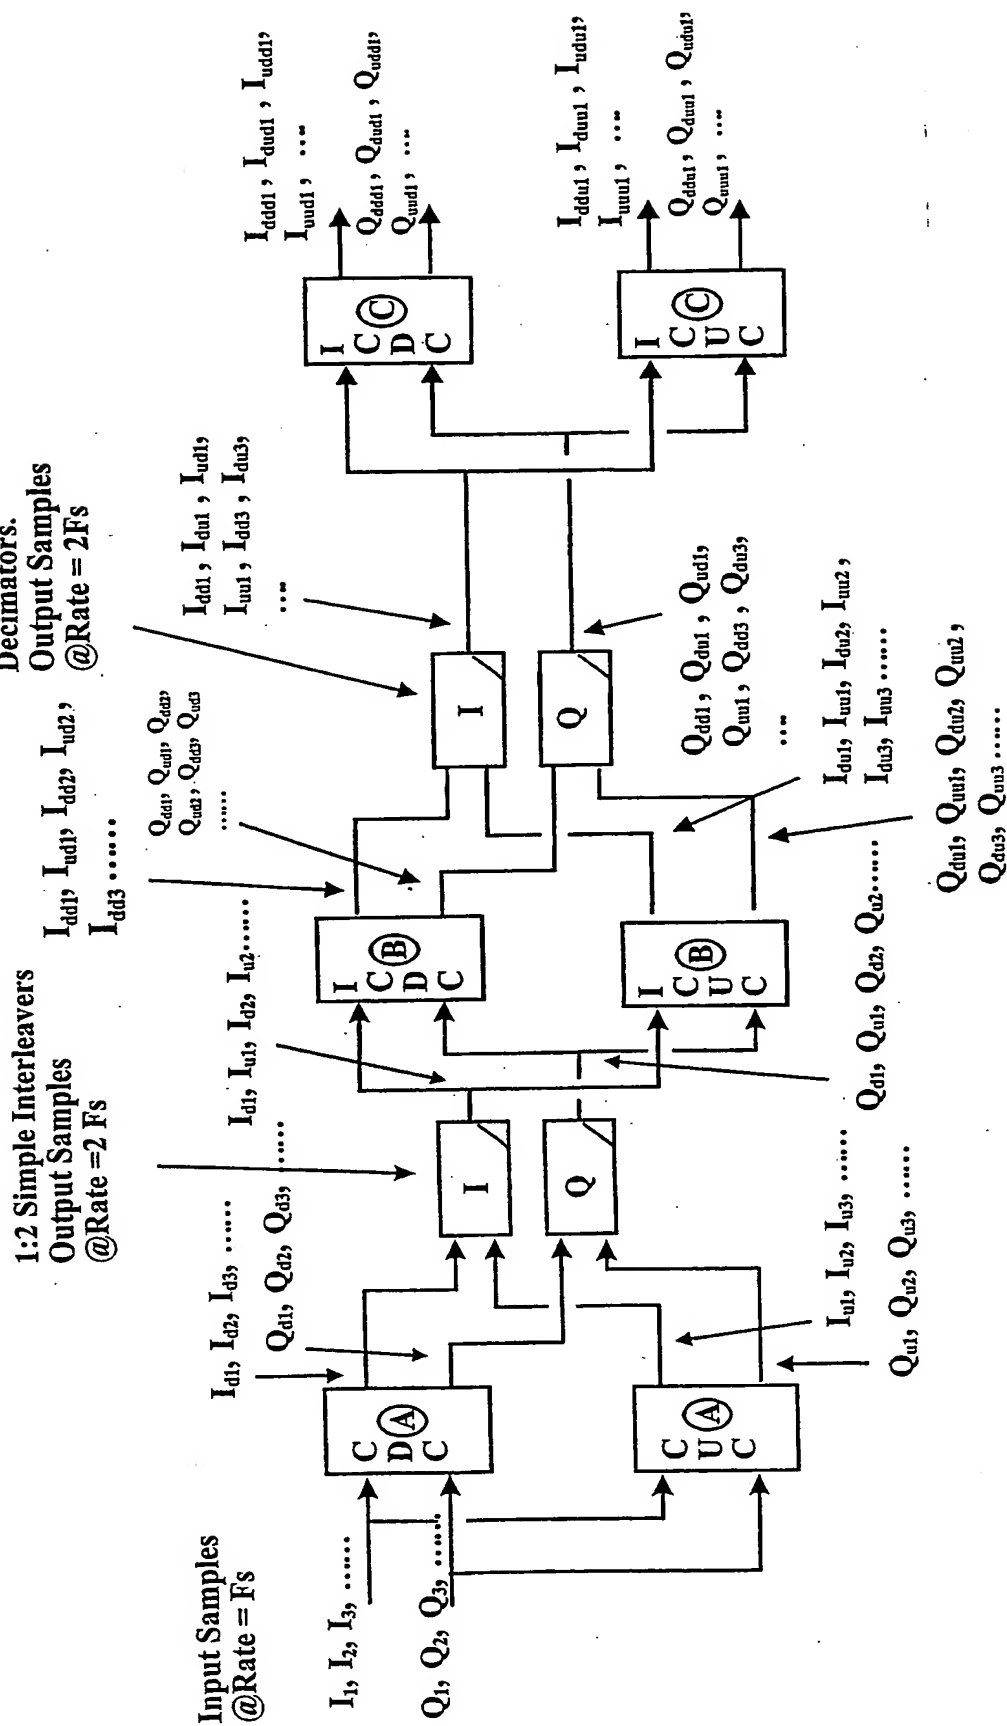 Input Samples
@Rate = Fs
I1, I2, I3, ......
Q1, Q2, Q3, ......
C
D
C
A
C
U
C
A
Id1, Id2, Id3, ......
Qd1, Qd2, Qd3, ......
Iu1, Iu2, Iu3, ......
Qu1, Qu2, Qu3, ......
1:2 Simple Interleavers
Output Samples
@Rate =2 Fs
I
Q
Id1, Iu1, Id2, Iu2......
Qd1, Qu1, Qd2, Qu2......
I
C
D
C
B
I
C
U
C
B
Idd1, Iud1, Idd2, Iud2,
Idd3 ......
Qdd1, Qud1, Qdd2,
Qud2, Qdd3, Qud3
......
Idu1, Iuu1, Idu2, Iuu2,
Idu3, Iuu3......
Qdu1, Quu1, Qdu2, Quu2,
Qdu3, Quu3......
Decimators.
Output Samples
@Rate = 2Fs
I
Q
Idd1, Idu1, Iud1,
Iuu1, Idd3, Idu3,
....
Qdd1, Qdu1, Qud1,
Quu1, Qdd3, Qdu3,
....
I
C
D
C
C
I
C
U
C
C
Iddd1, Idud1, Iudd1,
Iuud1, ....
Qddd1, Qdud1, Qudd1,
Quud1, ....
Iddu1, Iduu1, Iudu1,
Iuuu1, ....
Qddu1, Qduu1, Qudu1,
Quuu1, ....